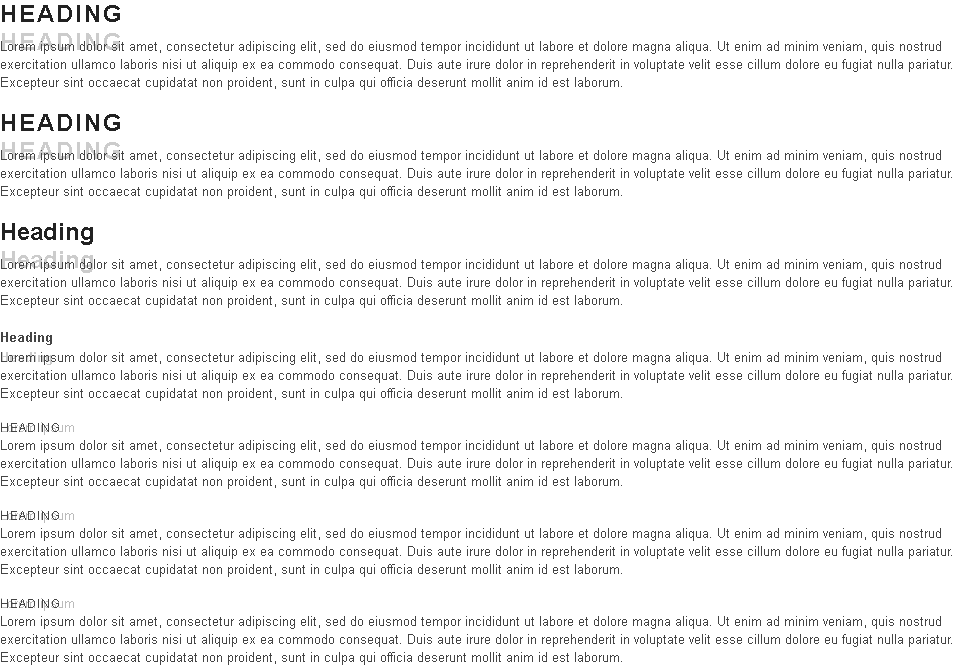 HEADING
HEADING
Lorem ipsum dolor sit amet, consectetur adipiscing elit, sed do eiusmod tempor incididunt ut labore et dolore magna aliqua. Ut enim ad minim veniam, quis nostrud
exercitation ullamco laboris nisi ut aliquip ex ea commodo consequat. Duis aute irure dolor in reprehenderit in voluptate velit esse cillum dolore eu fugiat nulla pariatur.
Excepteur sint occaecat cupidatat non proident, sunt in culpa qui officia deserunt mollit anim id est laborum.
HEADING
HEADING
Lorem ipsum dolor sit amet, consectetur adipiscing elit, sed do eiusmod tempor incididunt ut labore et dolore magna aliqua. Ut enim ad minim veniam, quis nostrud
exercitation ullamco laboris nisi ut aliquip ex ea commodo consequat. Duis aute irure dolor in reprehenderit in voluptate velit esse cillum dolore eu fugiat nulla pariatur.
Excepteur sint occaecat cupidatat non proident, sunt in culpa qui officia deserunt mollit anim id est laborum.
Heading
Heading
Lorem ipsum dolor sit amet, consectetur adipiscing elit, sed do eiusmod tempor incididunt ut labore et dolore magna aliqua. Ut enim ad minim veniam, quis nostrud
exercitation ullamco laboris nisi ut aliquip ex ea commodo consequat. Duis aute irure dolor in reprehenderit in voluptate velit esse cillum dolore eu fugiat nulla pariatur.
Excepteur sint occaecat cupidatat non proident, sunt in culpa qui officia deserunt mollit anim id est laborum.
Heading
Lorem ipsum dolor sit amet, consectetur adipiscing elit, sed do eiusmod tempor incididunt ut labore et dolore magna aliqua. Ut enim ad minim veniam, quis nostrud
exercitation ullamco laboris nisi ut aliquip ex ea commodo consequat. Duis aute irure dolor in reprehenderit in voluptate velit esse cillum dolore eu fugiat nulla pariatur.
Excepteur sint occaecat cupidatat non proident, sunt in culpa qui officia deserunt mollit anim id est laborum.
HEADING
Lorem ipsum dolor sit amet, consectetur adipiscing elit, sed do eiusmod tempor incididunt ut labore et dolore magna aliqua. Ut enim ad minim veniam, quis nostrud
exercitation ullamco laboris nisi ut aliquip ex ea commodo consequat. Duis aute irure dolor in reprehenderit in voluptate velit esse cillum dolore eu fugiat nulla pariatur.
Excepteur sint occaecat cupidatat non proident, sunt in culpa qui officia deserunt mollit anim id est laborum.
HEADING
Lorem ipsum dolor sit amet, consectetur adipiscing elit, sed do eiusmod tempor incididunt ut labore et dolore magna aliqua. Ut enim ad minim veniam, quis nostrud
exercitation ullamco laboris nisi ut aliquip ex ea commodo consequat. Duis aute irure dolor in reprehenderit in voluptate velit esse cillum dolore eu fugiat nulla pariatur.
Excepteur sint occaecat cupidatat non proident, sunt in culpa qui officia deserunt mollit anim id est laborum.
HEADING
Lorem ipsum dolor sit amet, consectetur adipiscing elit, sed do eiusmod tempor incididunt ut labore et dolore magna aliqua. Ut enim ad minim veniam, quis nostrud
exercitation ullamco laboris nisi ut aliquip ex ea commodo consequat. Duis aute irure dolor in reprehenderit in voluptate velit esse cillum dolore eu fugiat nulla pariatur.
Excepteur sint occaecat cupidatat non proident, sunt in culpa qui officia deserunt mollit anim id est laborum.